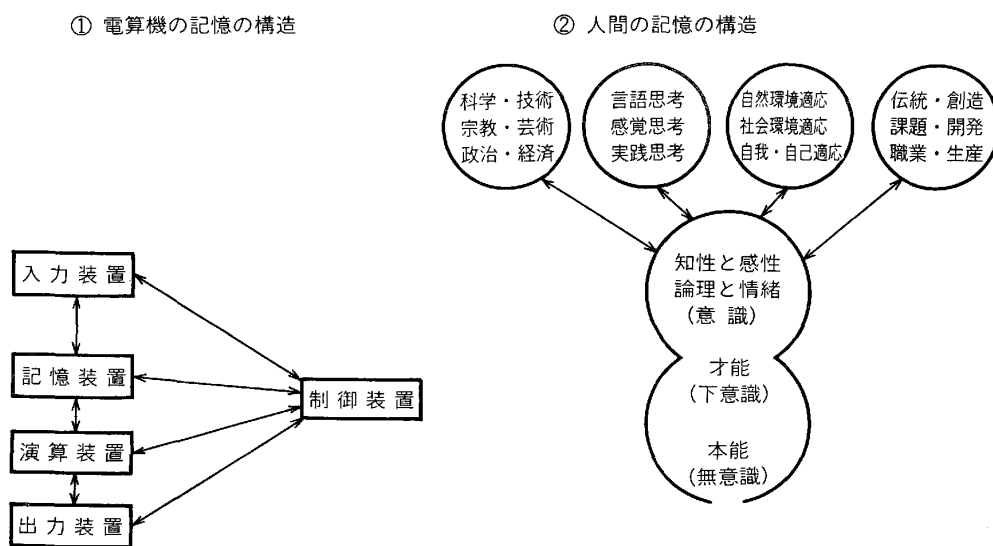 ① 電算機の記憶の構造
入力装置
記憶装置
演算装置
出力装置
制御装置
② 人間の記憶の構造
科学・技術
宗教・芸術
政治・経済
言語思考
感覚思考
実践思考
自然環境適応
社会環境適応
自我・自己適応
伝統・創造
課題・開発
職業・生産
知性と感性
論理と情緒
(意識)
才能
(下意識)
本能
(無意識)